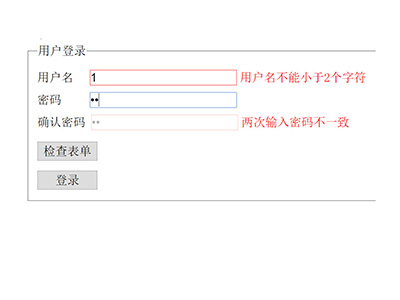 用户登录
用户名 1 用户名不能小于2个字符
密码 ••
确认密码 •• 两次输入密码不一致
检查表单
登录